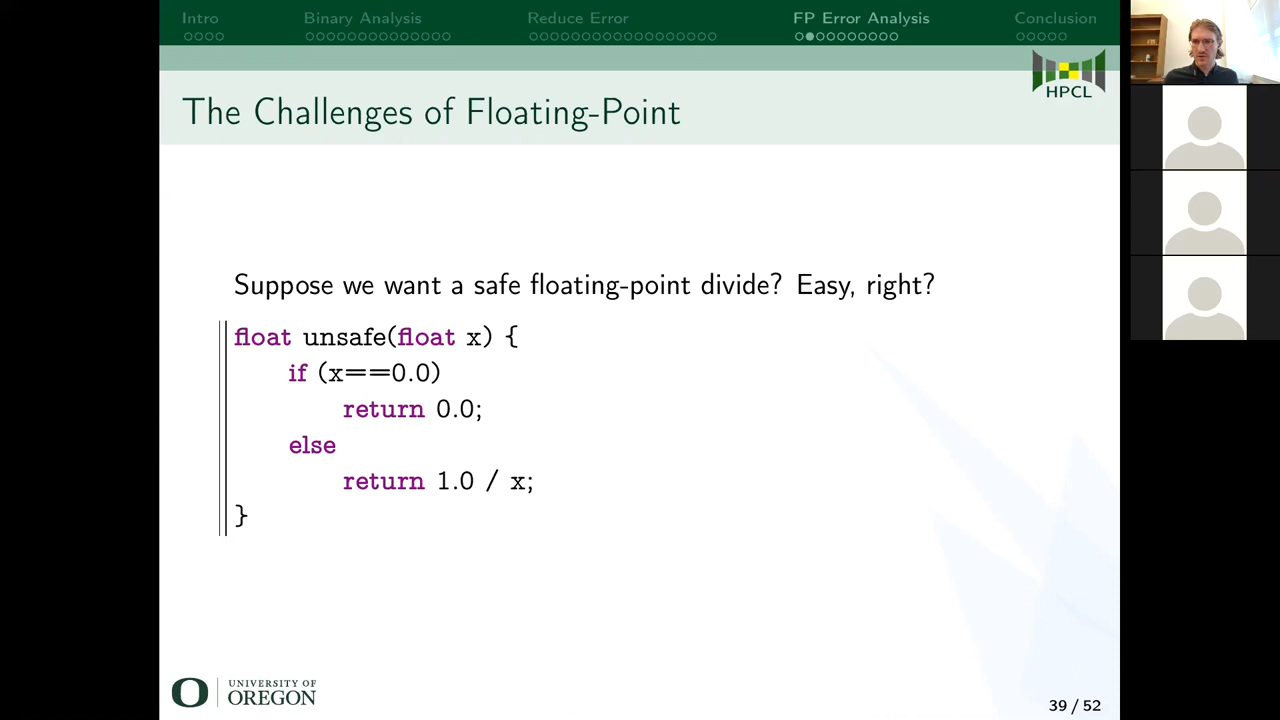 Intro Binary Analysis Reduce Error FP Error Analysis Conclusion
HPCL
The Challenges of Floating-Point
Suppose we want a safe floating-point divide? Easy, right?
float unsafe(float x) {
if (x==0.0)
return 0.0;
else
return 1.0 / x;
}
O UNIVERSITY OF
OREGON
39 / 52